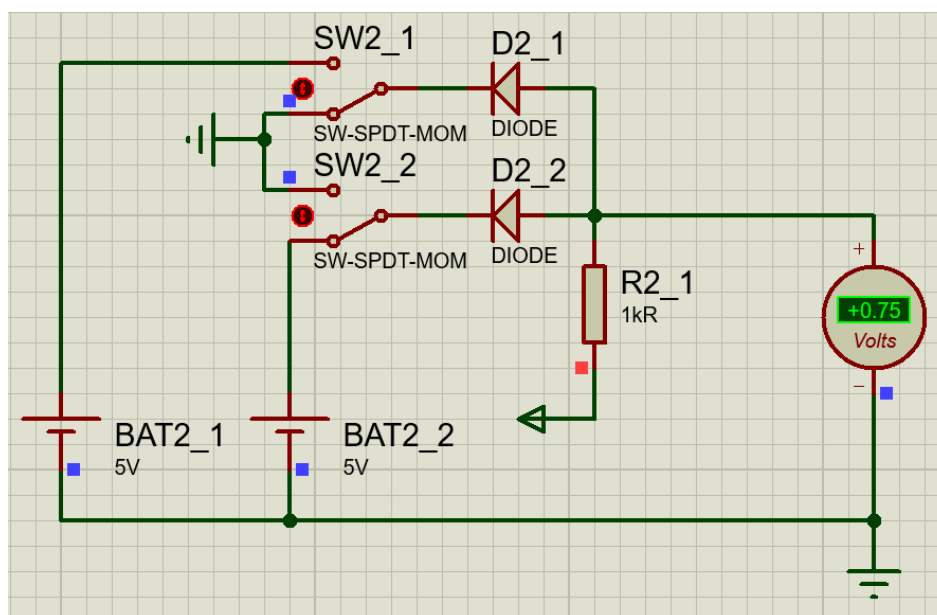 SW2_1
D2_1
SW-SPDT-MOM
DIODE
SW2_2
D2_2
SW-SPDT-MOM
DIODE
R2_1
1kR
+
+0.75
Volts
−
BAT2_1
5V
BAT2_2
5V